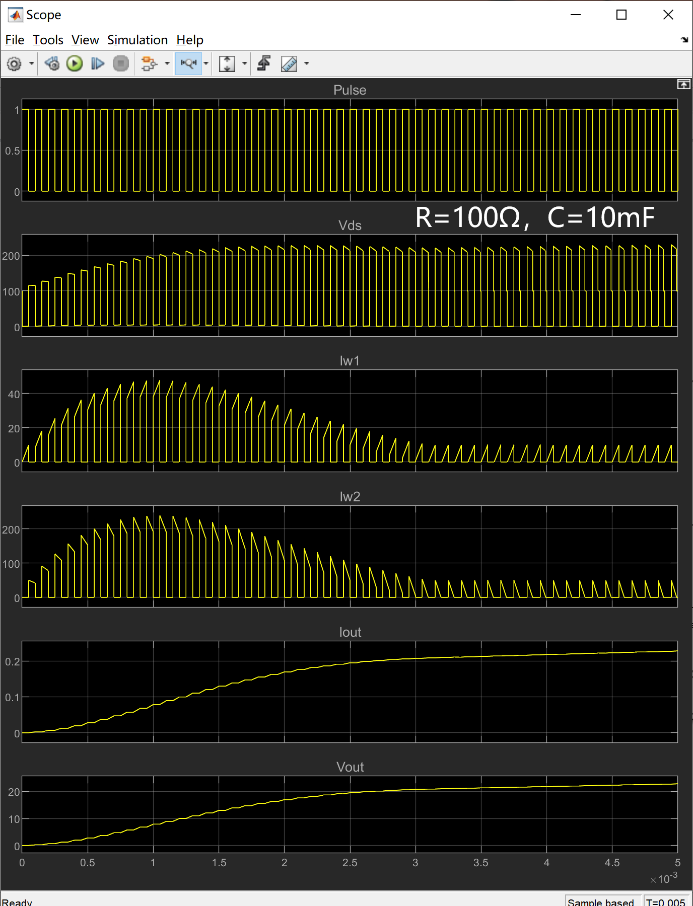 Scope
File Tools View Simulation Help
Pulse
1
0.5
0
R=100Ω，C=10mF
Vds
200
100
0
Iw1
40
20
0
Iw2
200
100
0
Iout
0.2
0.1
0
Vout
20
10
0
0 0.5 1 1.5 2 2.5 3 3.5 4 4.5 5
×10⁻³
Ready Sample based T=0.005